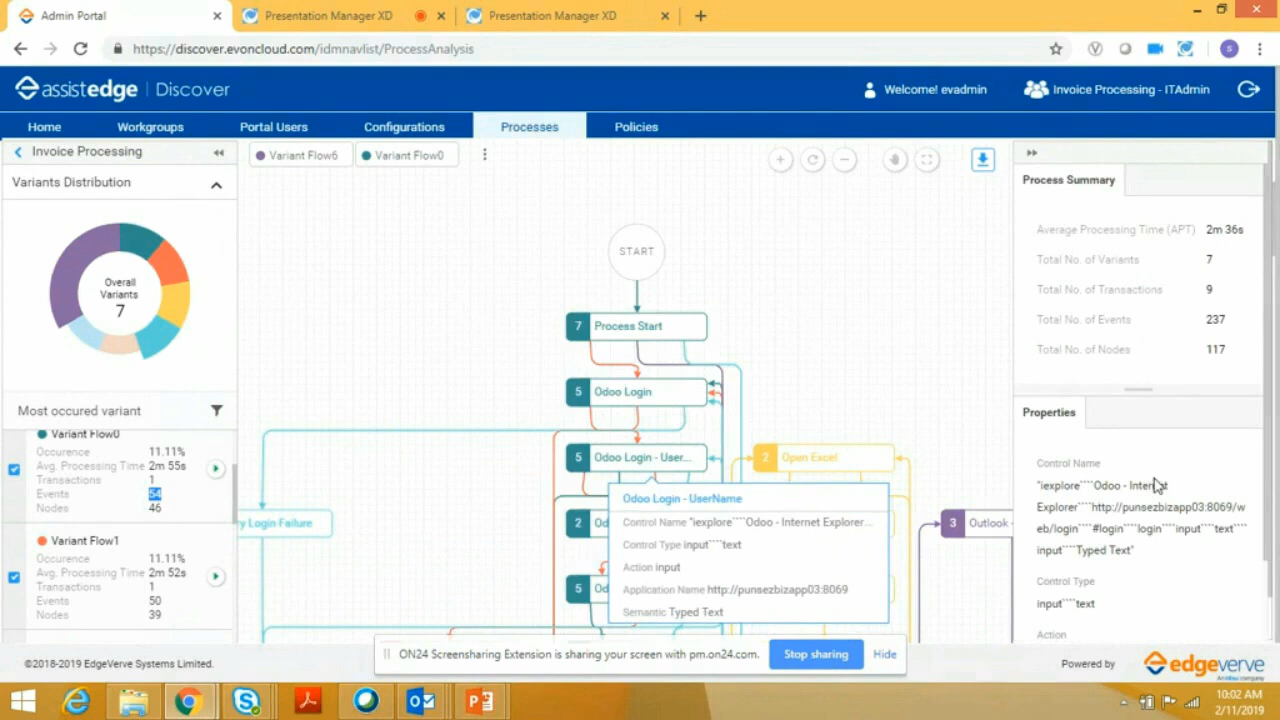 Admin Portal
Presentation Manager XD
Presentation Manager XD
https://discover.evoncloud.com/idmnavlist/ProcessAnalysis
S
assistedge | Discover
Welcome! evadmin
Invoice Processing - ITAdmin
Home
Workgroups
Portal Users
Configurations
Processes
Policies
Invoice Processing
Variant Flow6
Variant Flow0
Variants Distribution
Overall
Variants
7
Most occured variant
Variant Flow0
Occurence 11.11%
Avg. Processing Time 2m 55s
Transactions 1
Events 54
Nodes 46
Variant Flow1
Occurence 11.11%
Avg. Processing Time 2m 52s
Transactions 1
Events 50
Nodes 39
START
7 Process Start
5 Odoo Login
5 Odoo Login - User...
2 Open Excel
y Login Failure
2 Od
3 Outlook -
5 Od
Odoo Login - UserName
Control Name "iexplore````Odoo - Internet Explorer...
Control Type input````text
Action input
Application Name http://punsezbizapp03:8069
Semantic Typed Text
Process Summary
Average Processing Time (APT) 2m 36s
Total No. of Variants 7
Total No. of Transactions 9
Total No. of Events 237
Total No. of Nodes 117
Properties
Control Name
"iexplore````Odoo - Internet
Explorer````http://punsezbizapp03:8069/w
eb/login````#login````login````input````text````
input````Typed Text"
Control Type
input````text
Action
ON24 Screensharing Extension is sharing your screen with pm.on24.com.
Stop sharing
Hide
©2018-2019 EdgeVerve Systems Limited.
Powered by
edgeverve
An Infosys company
10:02 AM
2/11/2019